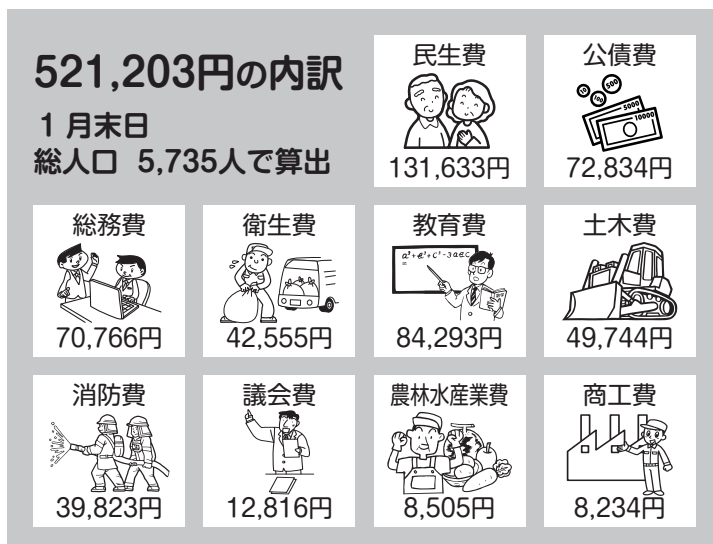 521,203円の内訳
1月末日
総人口 5,735人で算出
民生費
131,633円
公債費
10
100
500
5000
10000
72,834円
総務費
70,766円
衛生費
42,555円
教育費
84,293円
土木費
49,744円
消防費
39,823円
議会費
12,816円
農林水産業費
8,505円
商工費
8,234円